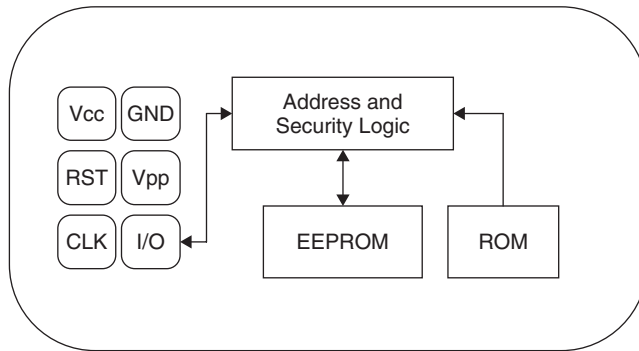 Vcc GND
Address and
Security Logic
RST Vpp
CLK I/O
EEPROM
ROM